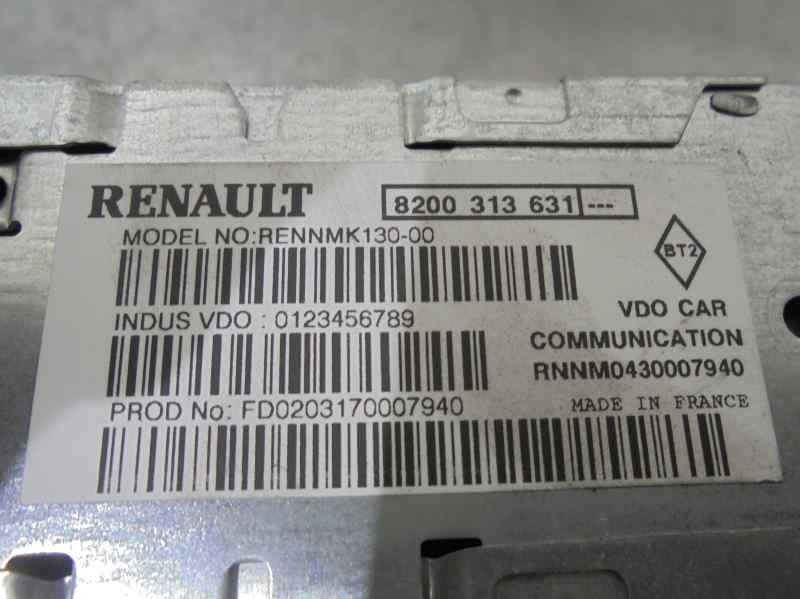 RENAULT 8200 313 631 ---
MODEL NO:RENNMK130-00
BT2
INDUS VDO : 0123456789
VDO CAR
COMMUNICATION
RNNM0430007940
PROD No: FD0203170007940
MADE IN FRANCE